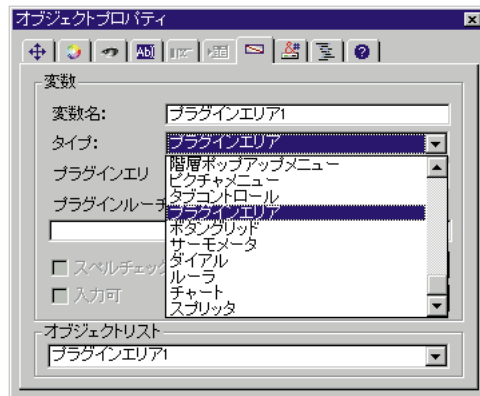 オブジェクトプロパティ
Ab
変数
変数名:
プラグインエリア1
タイプ:
プラグインエリア
プラグインエリ
プラグインルーチ
階層ポップアップメニュー
ピクチャメニュー
タブコントロール
プラグインエリア
ボタングリッド
サーモメータ
ダイアル
ルーラ
チャート
スプリッタ
スペルチェック
入力可
オブジェクトリスト
プラグインエリア1